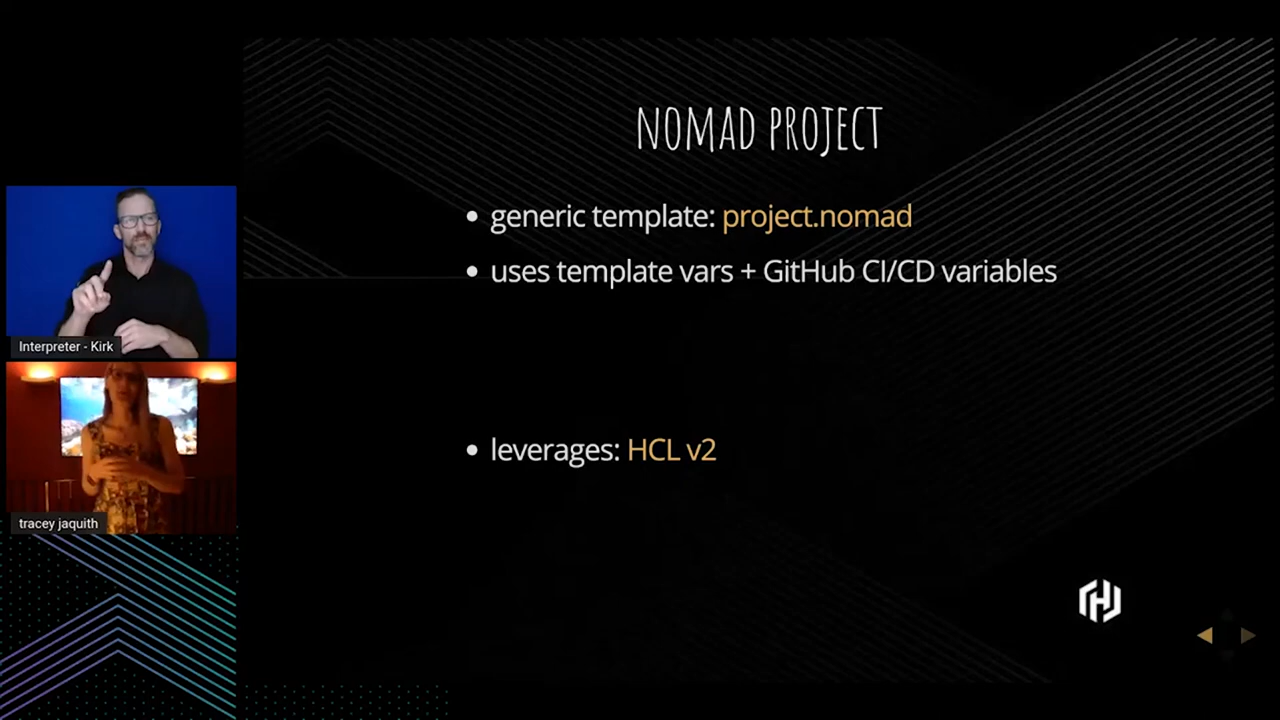 NOMAD PROJECT
generic template: project.nomad
uses template vars + GitHub CI/CD variables
leverages: HCL v2
Interpreter - Kirk
tracey jaquith